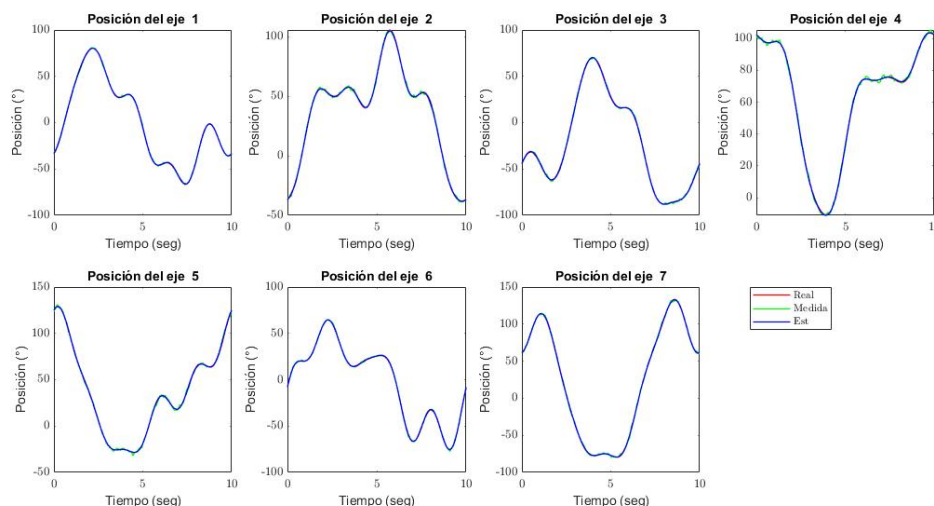 Posición del eje 1
Posición (°)
100
50
0
-50
-100
0
5
10
Tiempo (seg)
Posición del eje 2
Posición (°)
100
50
0
-50
0
5
10
Tiempo (seg)
Posición del eje 3
Posición (°)
100
50
0
-50
-100
0
5
10
Tiempo (seg)
Posición del eje 4
Posición (°)
100
80
60
40
20
0
0
5
1
Tiempo (seg)
Posición del eje 5
Posición (°)
150
100
50
0
-50
0
5
10
Tiempo (seg)
Posición del eje 6
Posición (°)
100
50
0
-50
-100
0
5
10
Tiempo (seg)
Posición del eje 7
Posición (°)
150
100
50
0
-50
-100
0
5
10
Tiempo (seg)
Real
Medida
Est